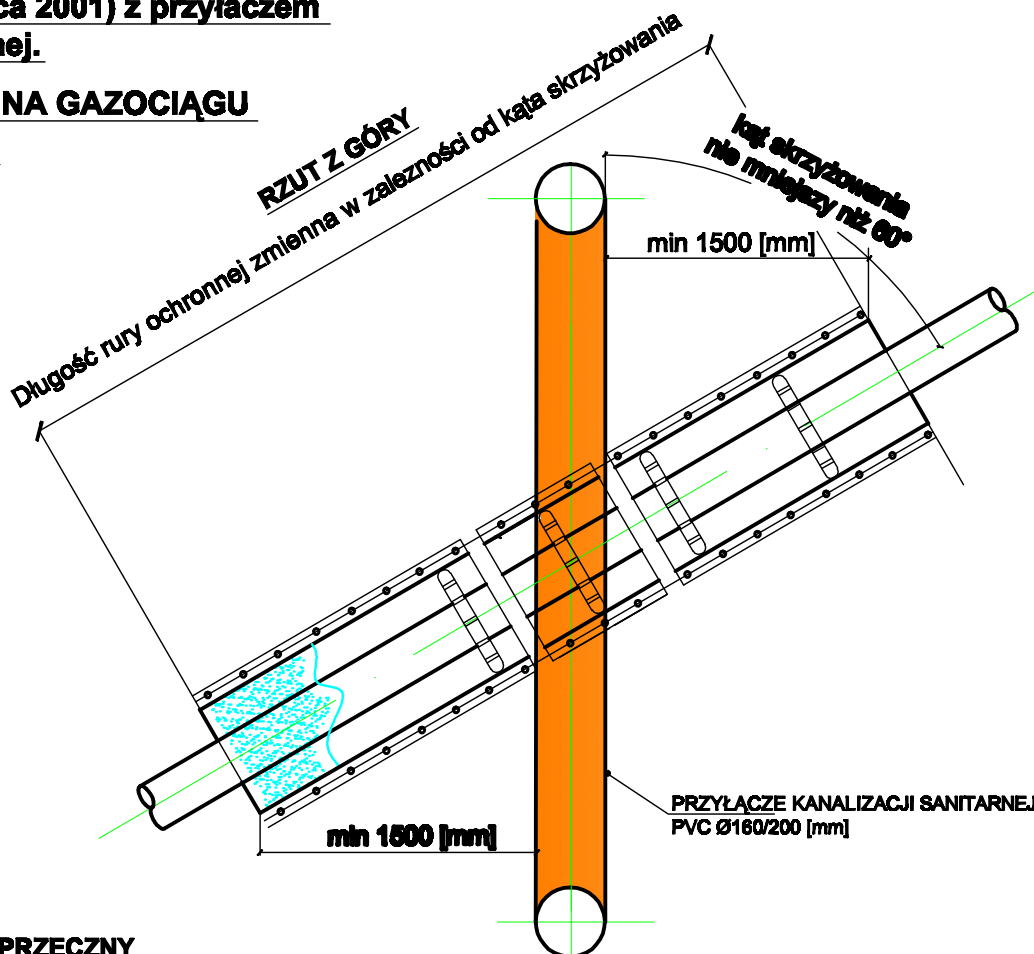 ca 2001) z przyłączem
nej.
NA GAZOCIĄGU
RZUT Z GÓRY
Długość rury ochronnej zmienna w zalezności od kąta skrzyżowania
kąt skrzyżowania
nie mniejszy niż 60°
min 1500 [mm]
min 1500 [mm]
PRZYŁĄCZE KANALIZACJI SANITARNEJ
PVC Ø160/200 [mm]
PRZECZNY